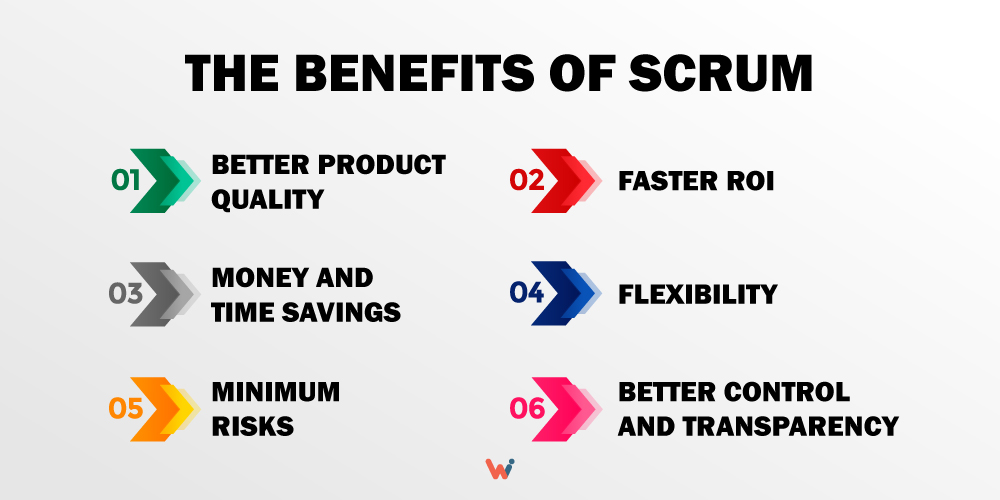 THE BENEFITS OF SCRUM
01
BETTER PRODUCT
QUALITY
02
FASTER ROI
03
MONEY AND
TIME SAVINGS
04
FLEXIBILITY
05
MINIMUM
RISKS
06
BETTER CONTROL
AND TRANSPARENCY